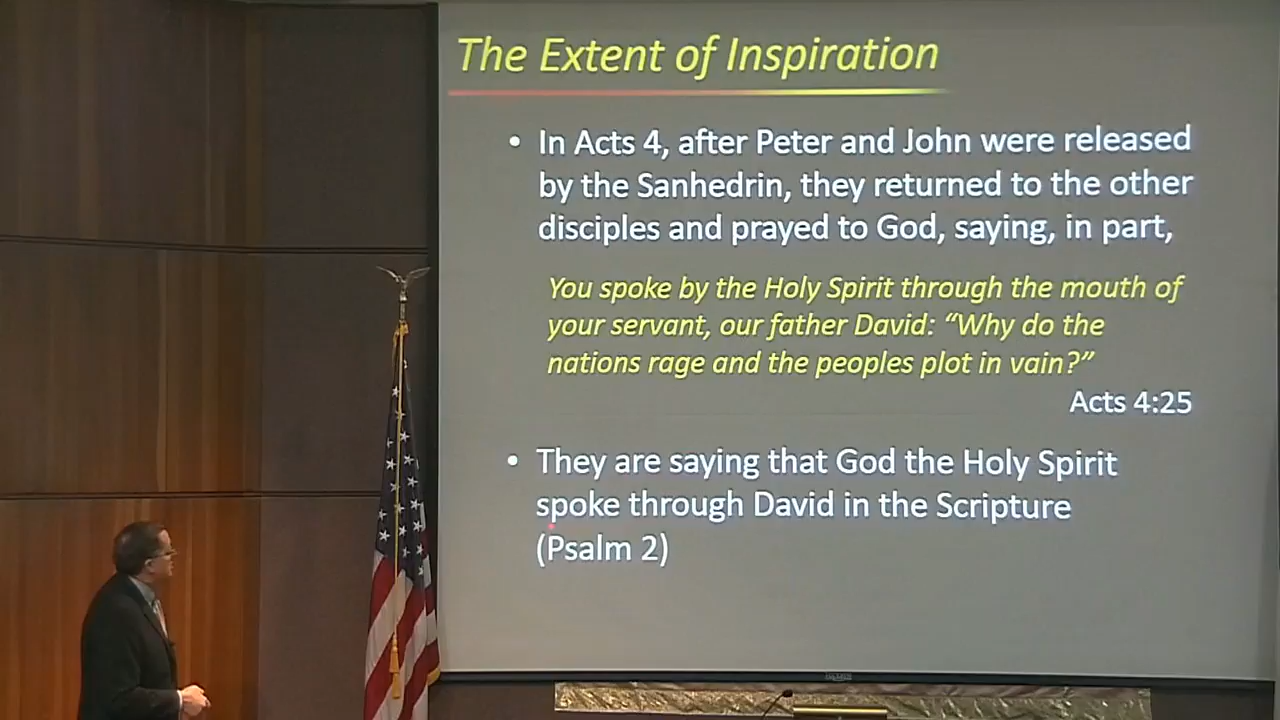 The Extent of Inspiration
• In Acts 4, after Peter and John were released
by the Sanhedrin, they returned to the other
disciples and prayed to God, saying, in part,
You spoke by the Holy Spirit through the mouth of
your servant, our father David: “Why do the
nations rage and the peoples plot in vain?”
Acts 4:25
• They are saying that God the Holy Spirit
spoke through David in the Scripture
(Psalm 2)